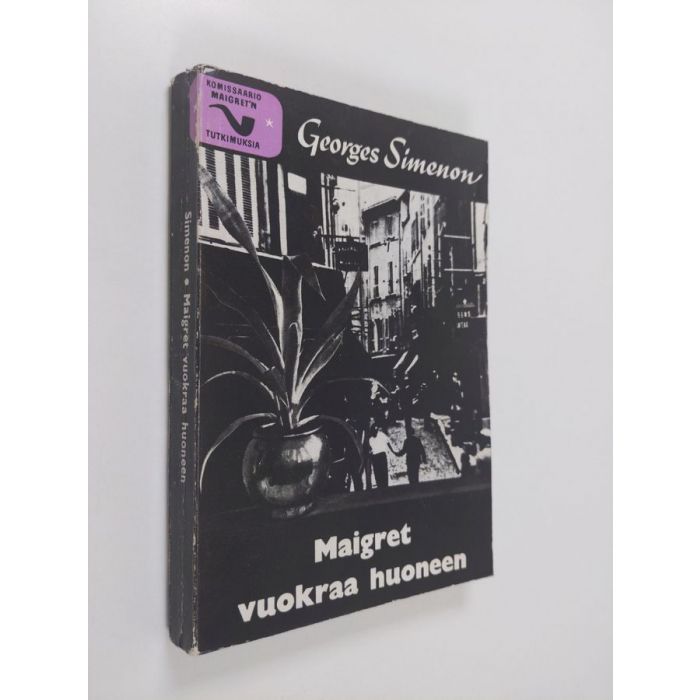 KOMISSAARIO
MAIGRET'N
TUTKIMUKSIA
Georges Simenon
Maigret
vuokraa huoneen
Simenon • Maigret vuokraa huoneen